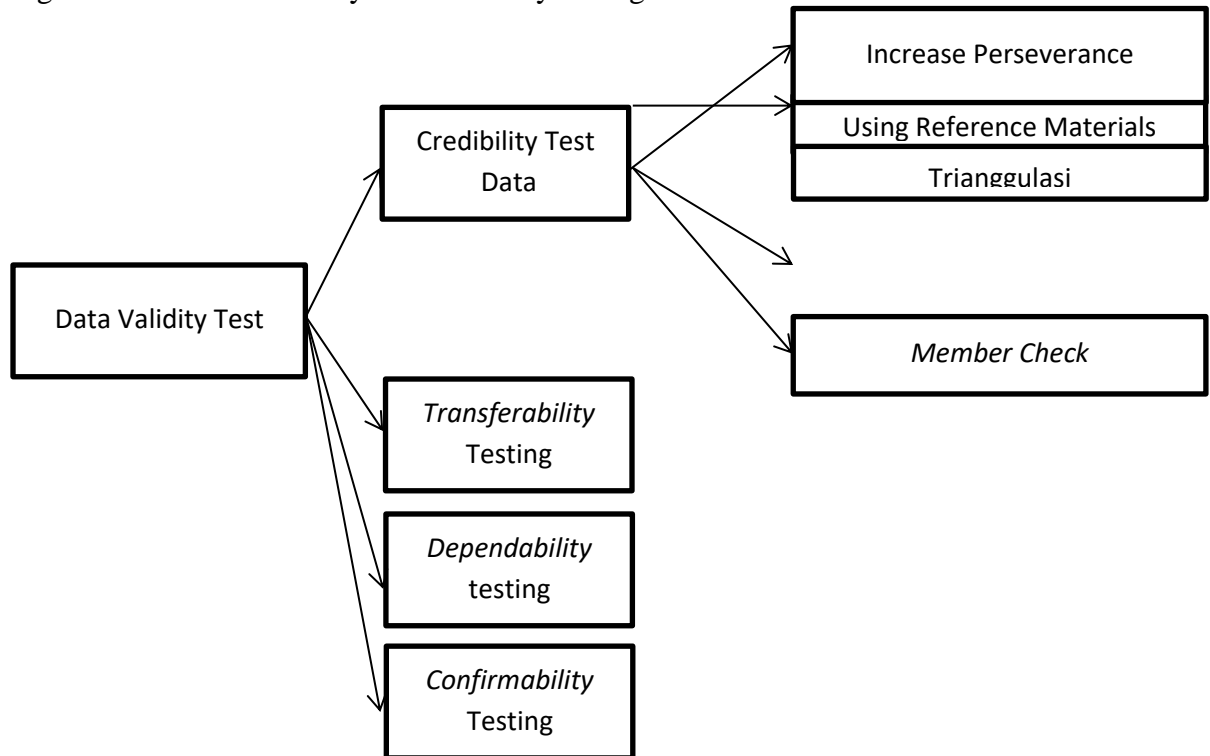 Increase Perseverance
Credibility Test
Data
Using Reference Materials
Trianggulasi
Data Validity Test
Member Check
Transferability
Testing
Dependability
testing
Confirmability
Testing